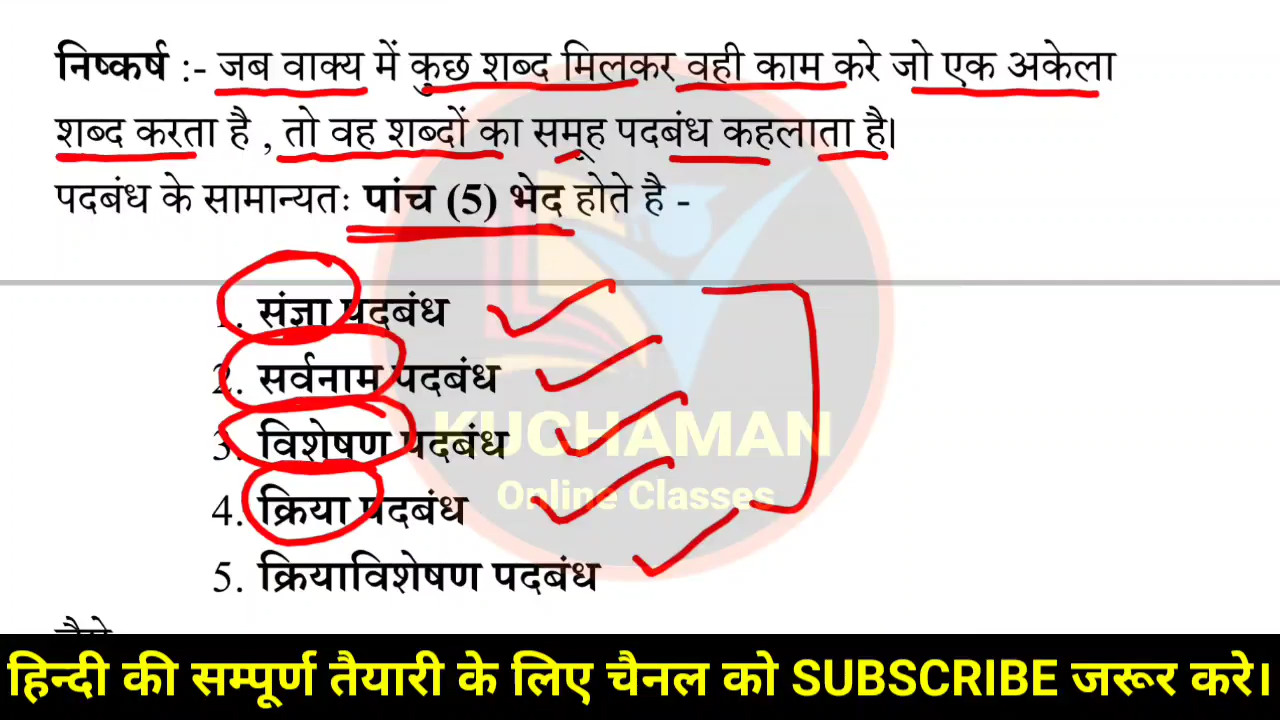 निष्कर्ष :- जब वाक्य में कुछ शब्द मिलकर वही काम करे जो एक अकेला
शब्द करता है , तो वह शब्दों का समूह पदबंध कहलाता है।
पदबंध के सामान्यतः पांच (5) भेद होते है -
1. संज्ञा पदबंध
2. सर्वनाम पदबंध
3. विशेषण पदबंध
KUCHAMAN
Online Classes
4. क्रिया पदबंध
5. क्रियाविशेषण पदबंध
हिन्दी की सम्पूर्ण तैयारी के लिए चैनल को SUBSCRIBE जरूर करे।